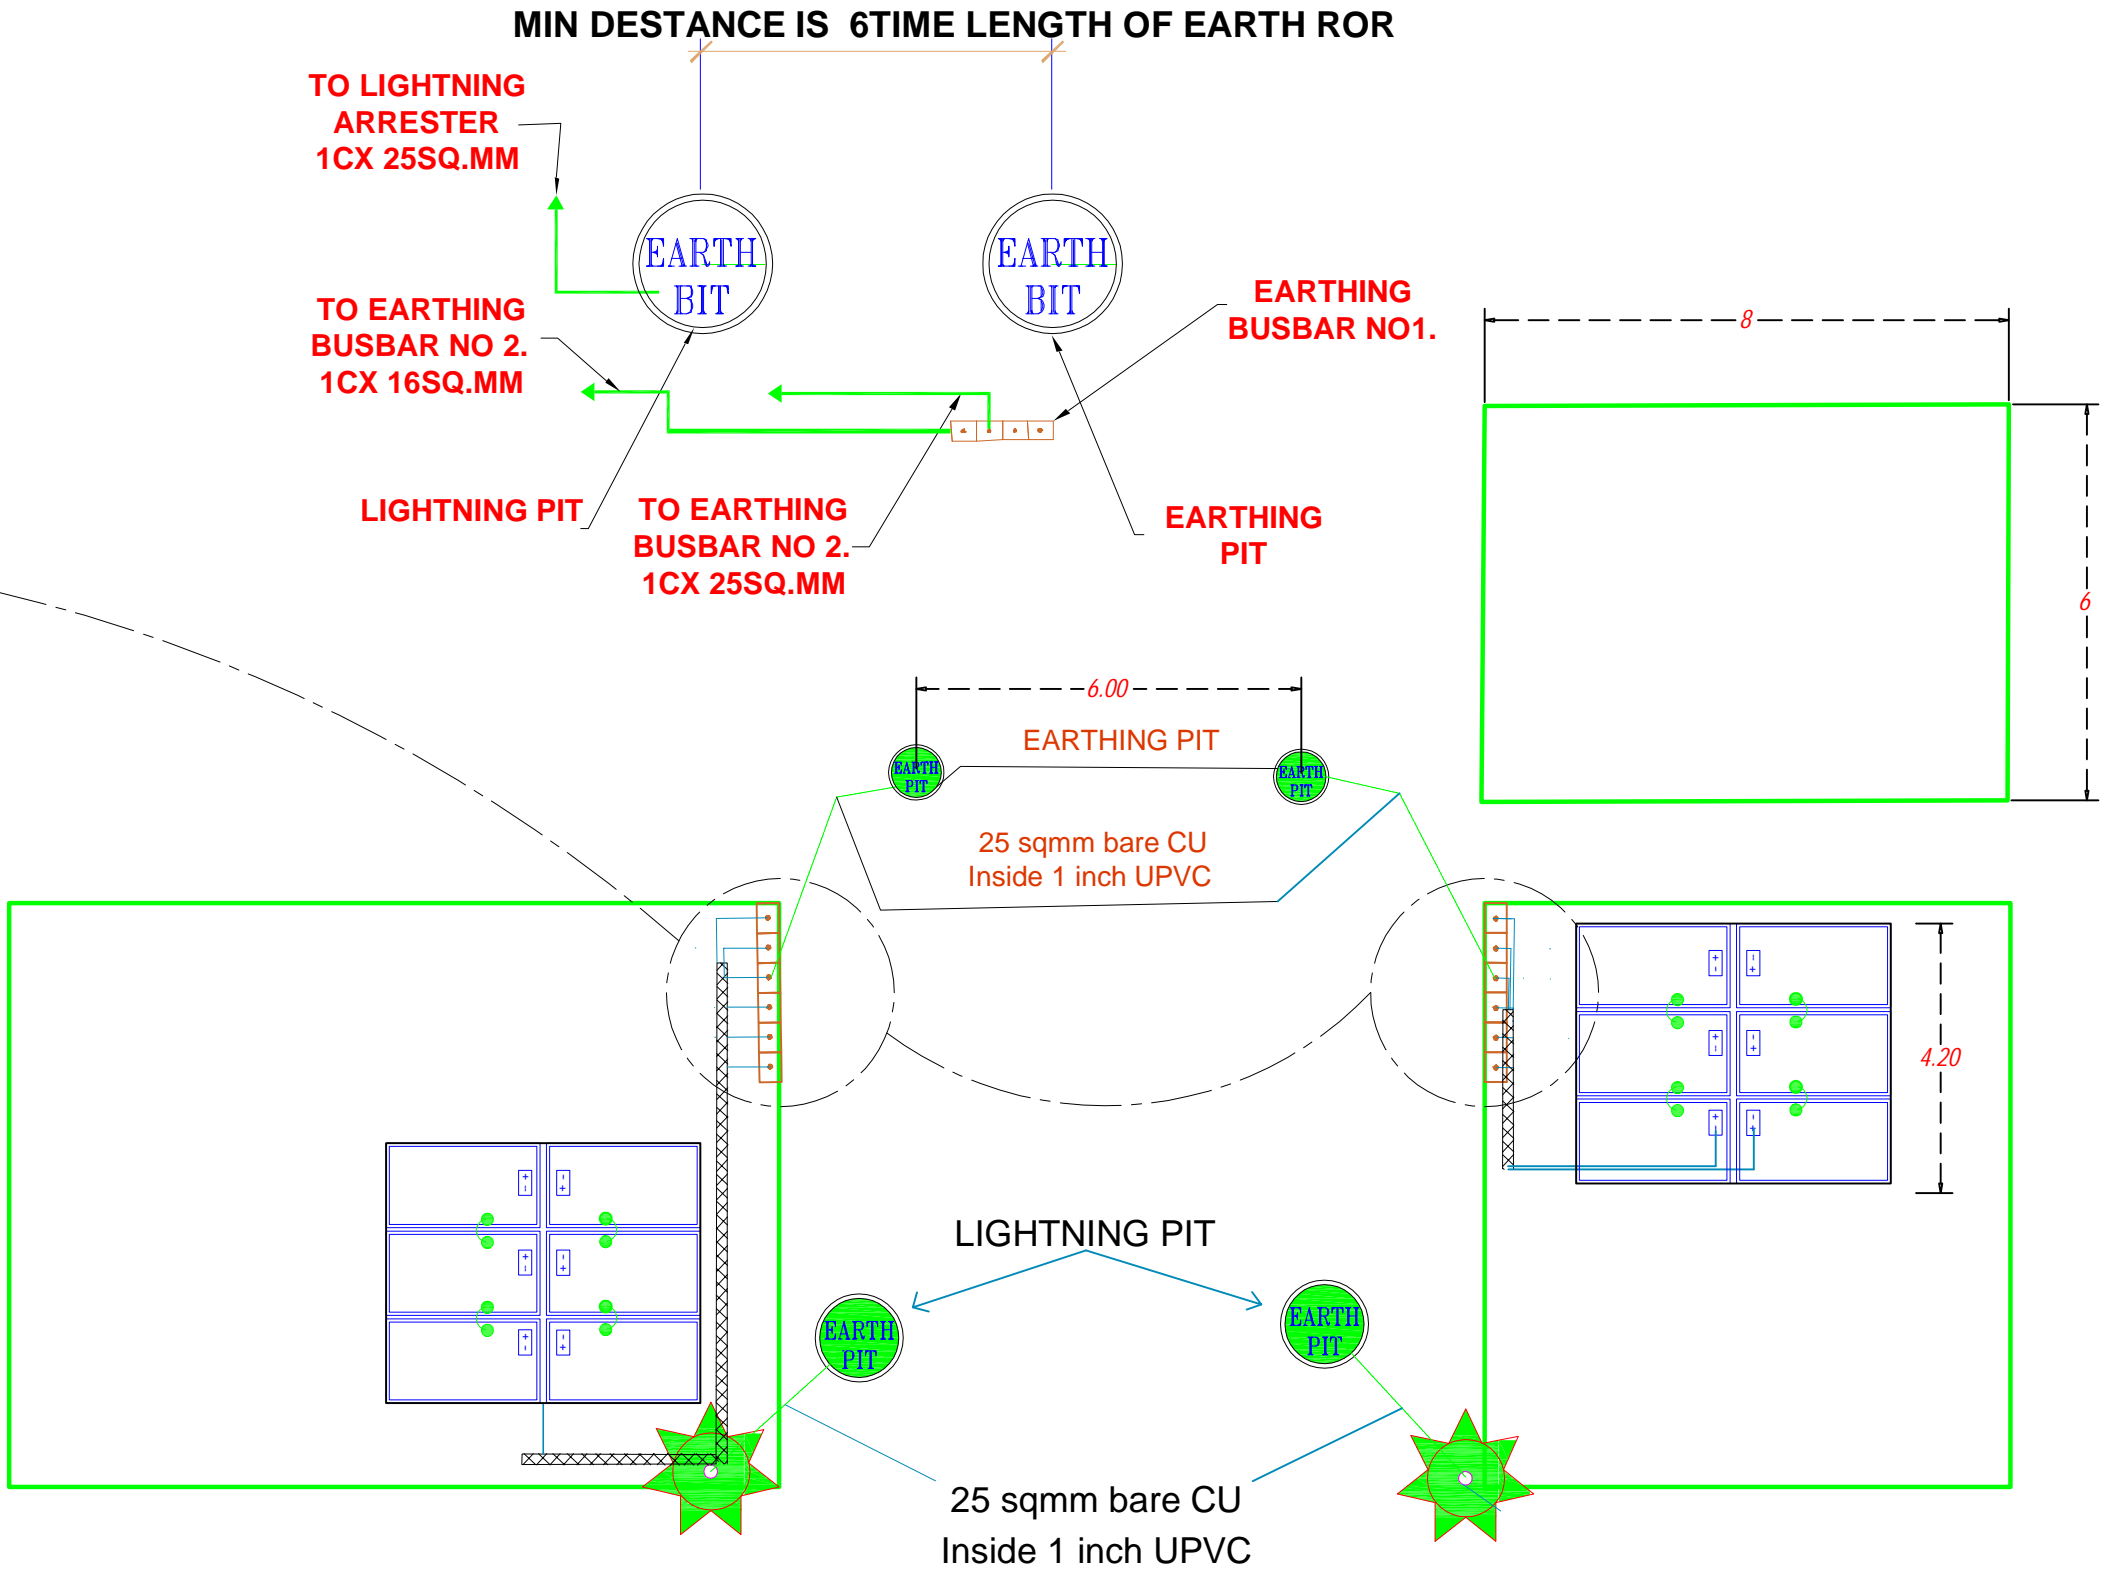 MIN DESTANCE IS  6TIME LENGTH OF EARTH ROR
TO LIGHTNING
ARRESTER
1CX 25SQ.MM
EARTH
BIT
EARTH
BIT
TO EARTHING
BUSBAR NO 2.
1CX 16SQ.MM
EARTHING
BUSBAR NO1.
LIGHTNING PIT
TO EARTHING
BUSBAR NO 2.
1CX 25SQ.MM
EARTHING
PIT
8
6
6.00
EARTHING PIT
EARTH
PIT
EARTH
PIT
25 sqmm bare CU
Inside 1 inch UPVC
4.20
LIGHTNING PIT
EARTH
PIT
EARTH
PIT
25 sqmm bare CU
Inside 1 inch UPVC